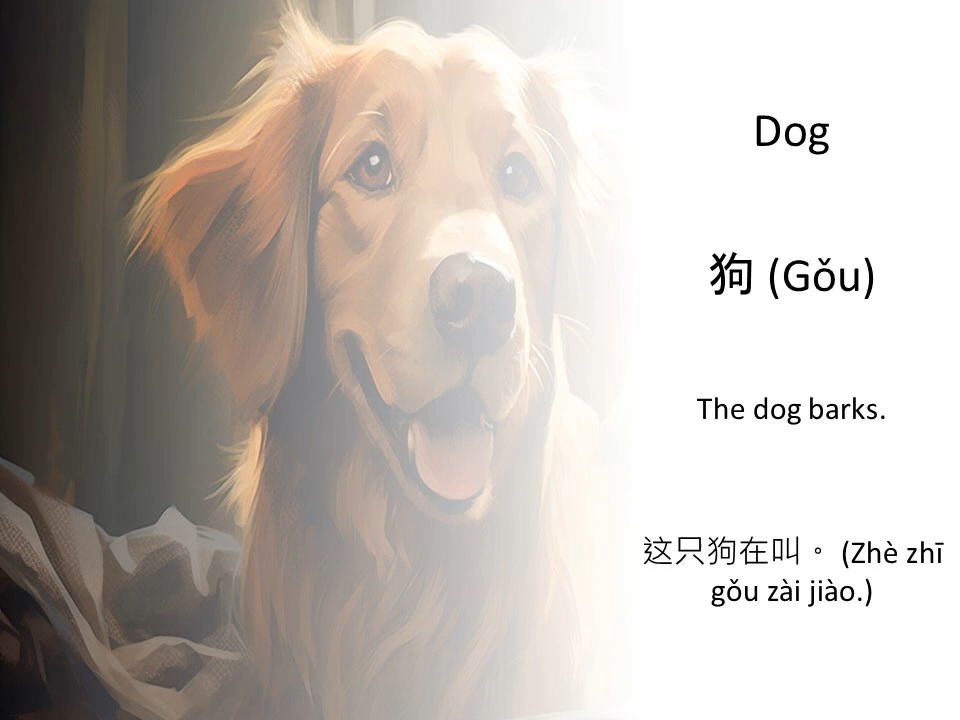 Dog
狗 (Gǒu)
The dog barks.
这只狗在叫。 (Zhè zhī
gǒu zài jiào.)